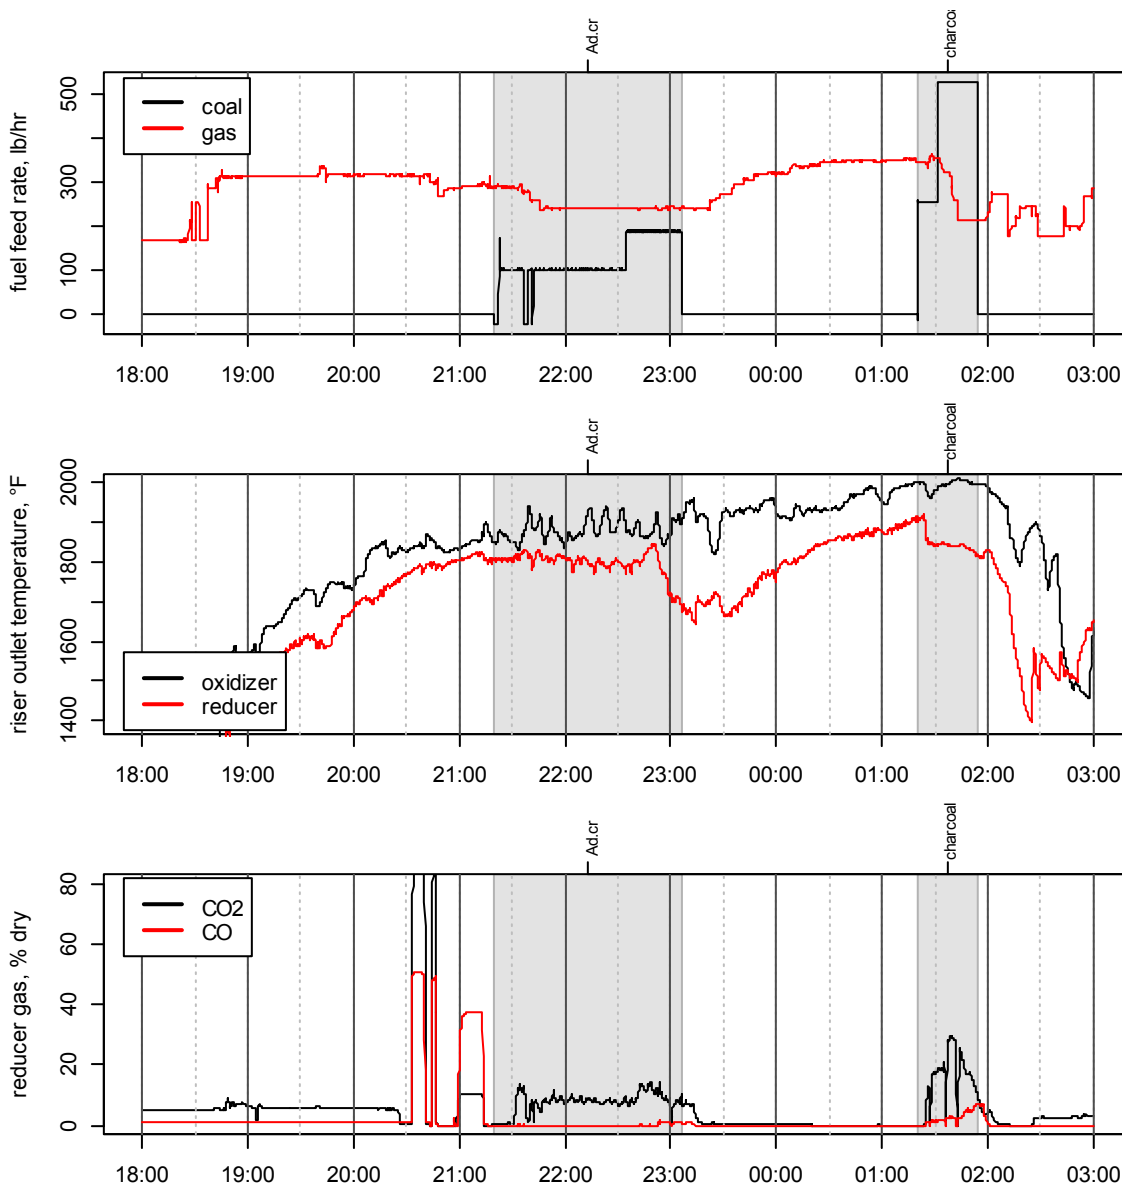 Ad.cr
charcoal
fuel feed rate, lb/hr
500
300
100
0
coal
gas
18:00 19:00 20:00 21:00 22:00 23:00 00:00 01:00 02:00 03:00
Ad.cr
charcoal
riser outlet temperature, °F
2000
1800
1600
1400
oxidizer
reducer
18:00 19:00 20:00 21:00 22:00 23:00 00:00 01:00 02:00 03:00
Ad.cr
charcoal
reducer gas, % dry
80
60
40
20
0
CO2
CO
18:00 19:00 20:00 21:00 22:00 23:00 00:00 01:00 02:00 03:00